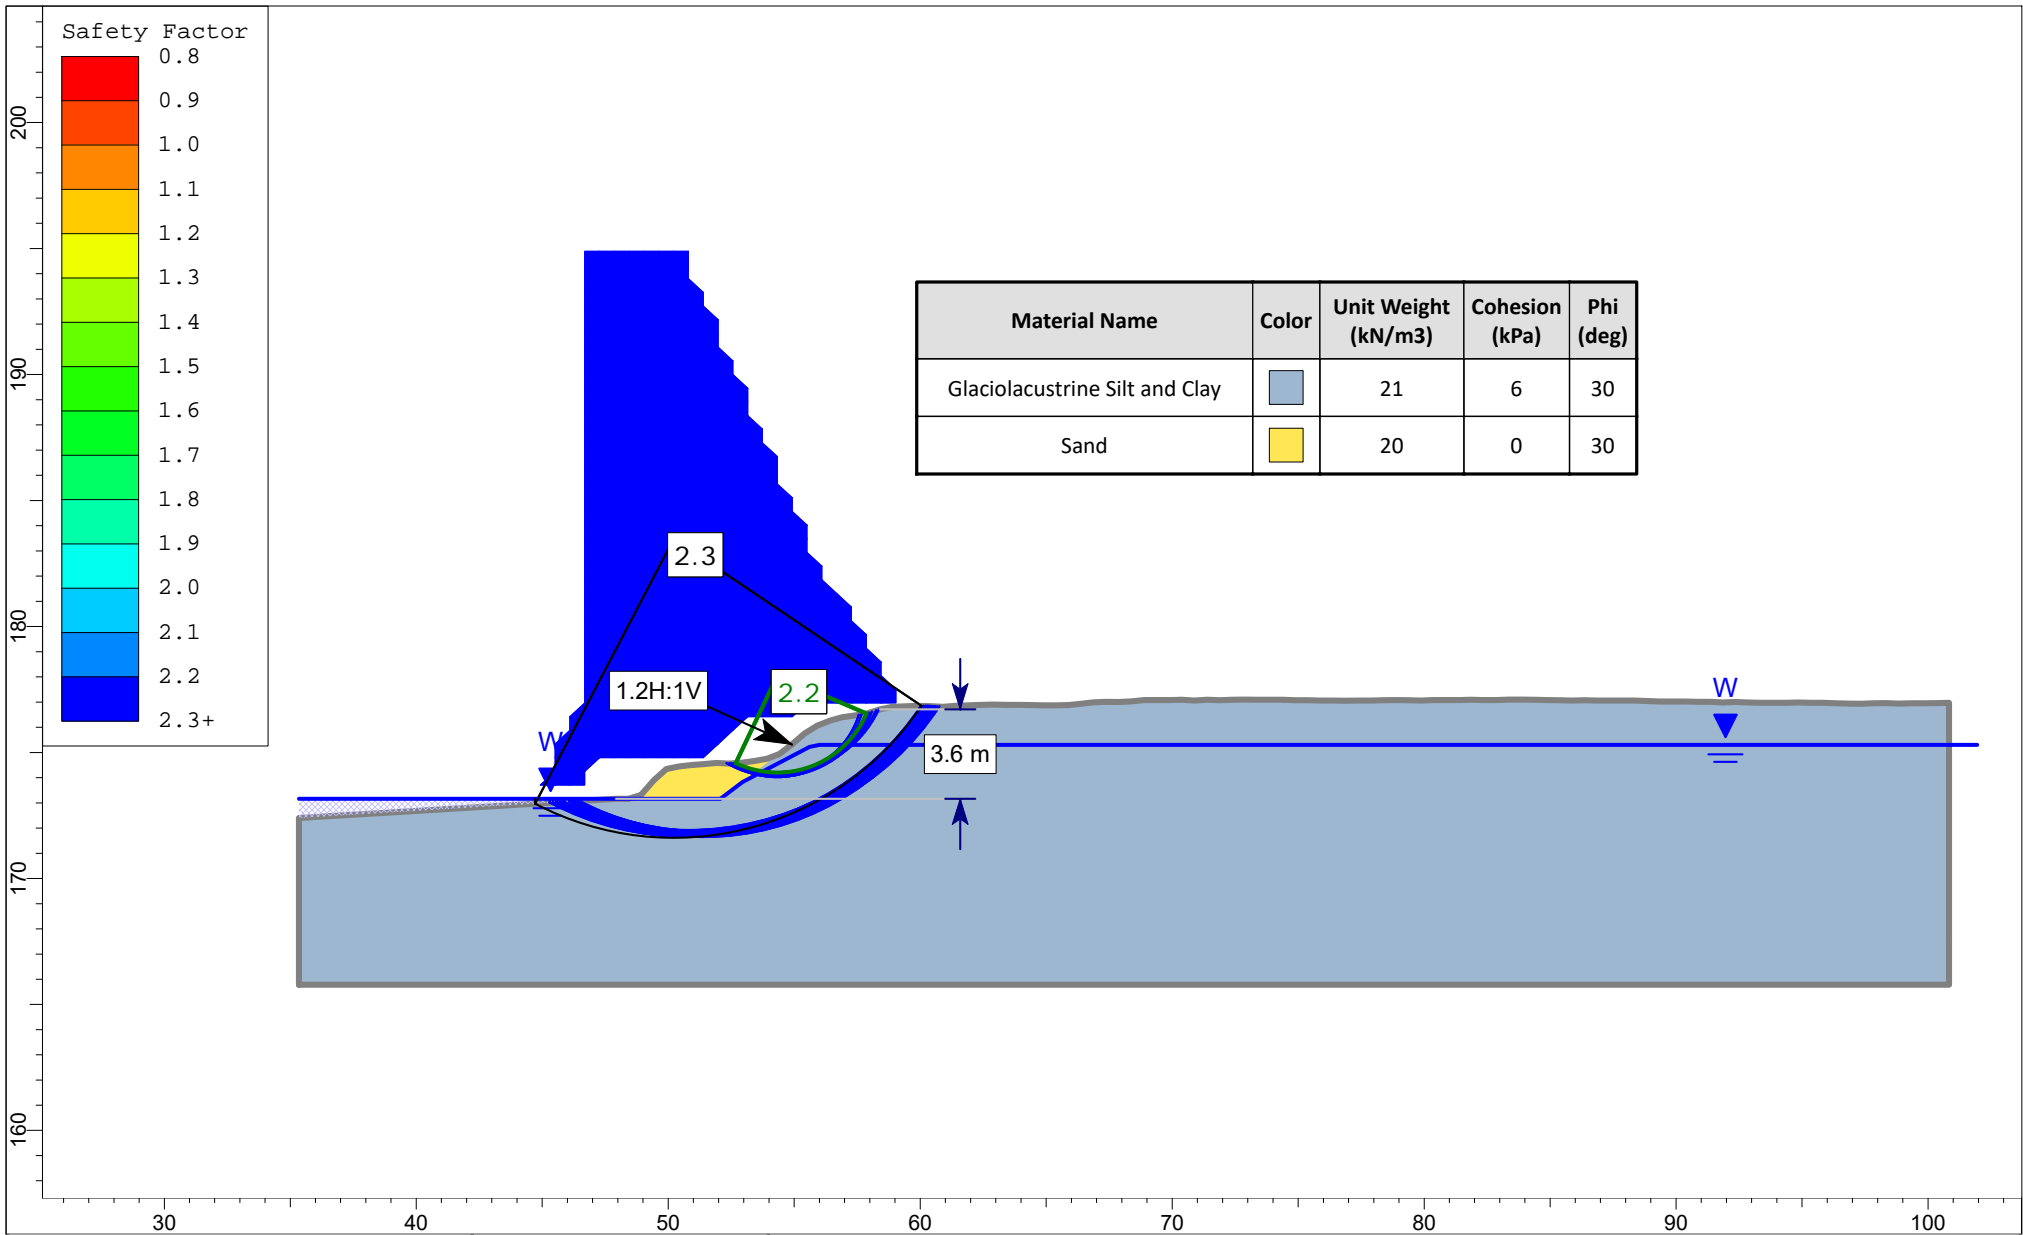 Safety Factor
0.8
0.9
1.0
1.1
1.2
1.3
1.4
1.5
1.6
1.7
1.8
1.9
2.0
2.1
2.2
2.3+
200
190
180
170
160
Material Name Color Unit Weight (kN/m3) Cohesion (kPa) Phi (deg)
Glaciolacustrine Silt and Clay 21 6 30
Sand 20 0 30
2.3
1.2H:1V
2.2
W
W
3.6 m
30 40 50 60 70 80 90 100